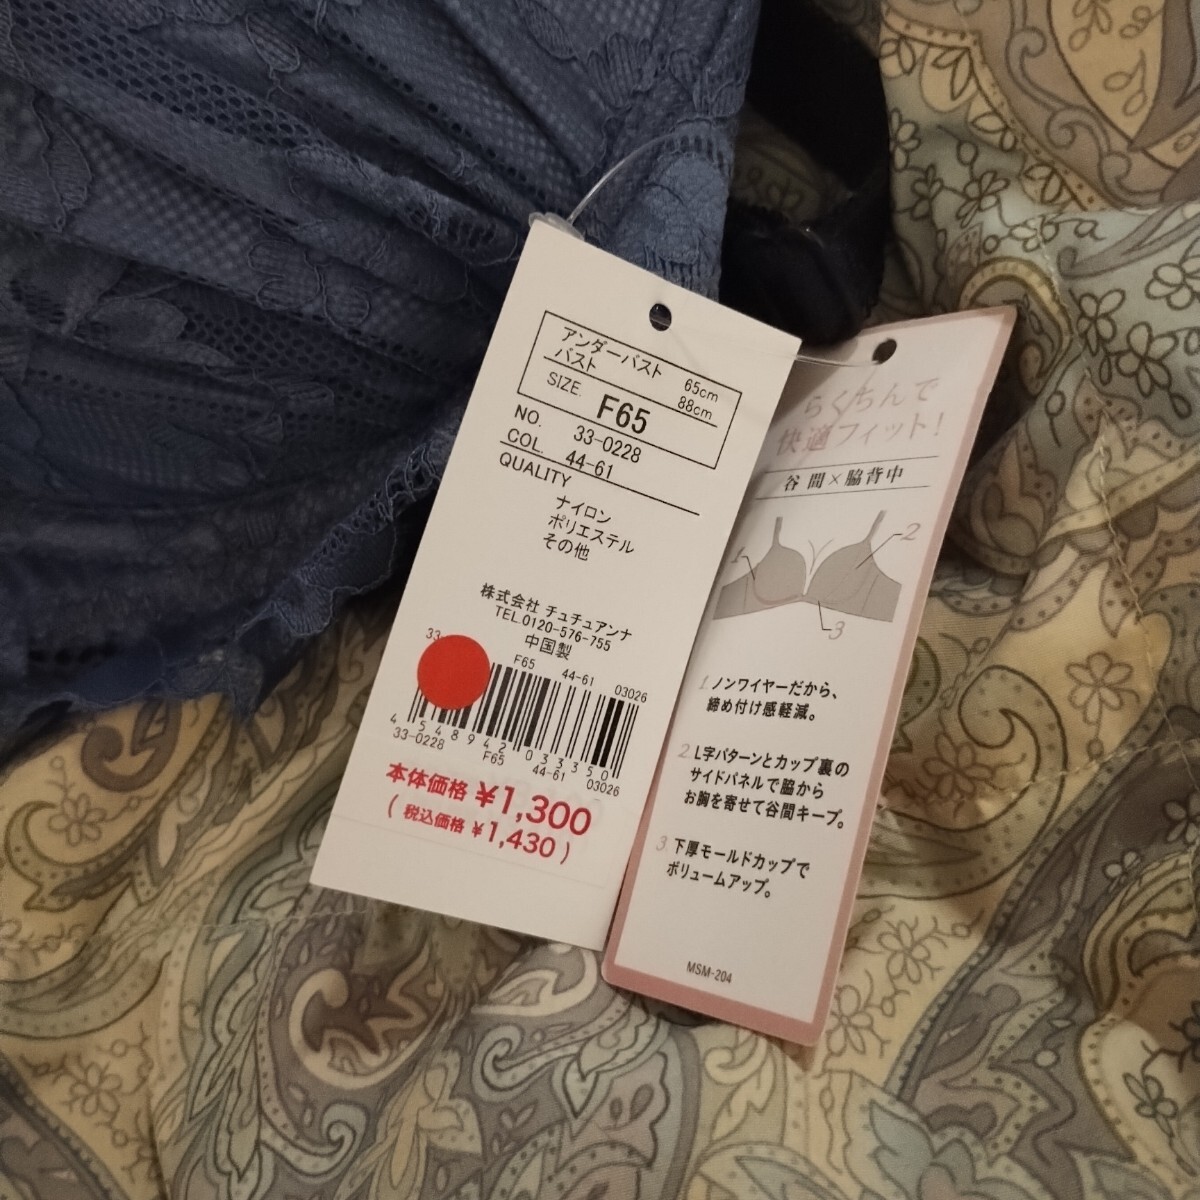 アンダーバスト 65cm
バスト 88cm
SIZE. F65
NO. 33-0228
COL. 44-61
QUALITY
ナイロン
ポリエステル
その他
株式会社 チュチュアンナ
TEL.0120-576-755
中国製
33
F65 44-61 03026
4 548942 033350
33-0228 F65 44-61 03026
本体価格 ¥1,300
( 税込価格 ¥1,430 )
らくちんで
快適フィット!
谷間×脇背中
1
2
3
1. ノンワイヤーだから、
締め付け感軽減。
2. L字パターンとカップ裏の
サイドパネルで脇から
お胸を寄せて谷間キープ。
3. 下厚モールドカップで
ボリュームアップ。
MSM-204